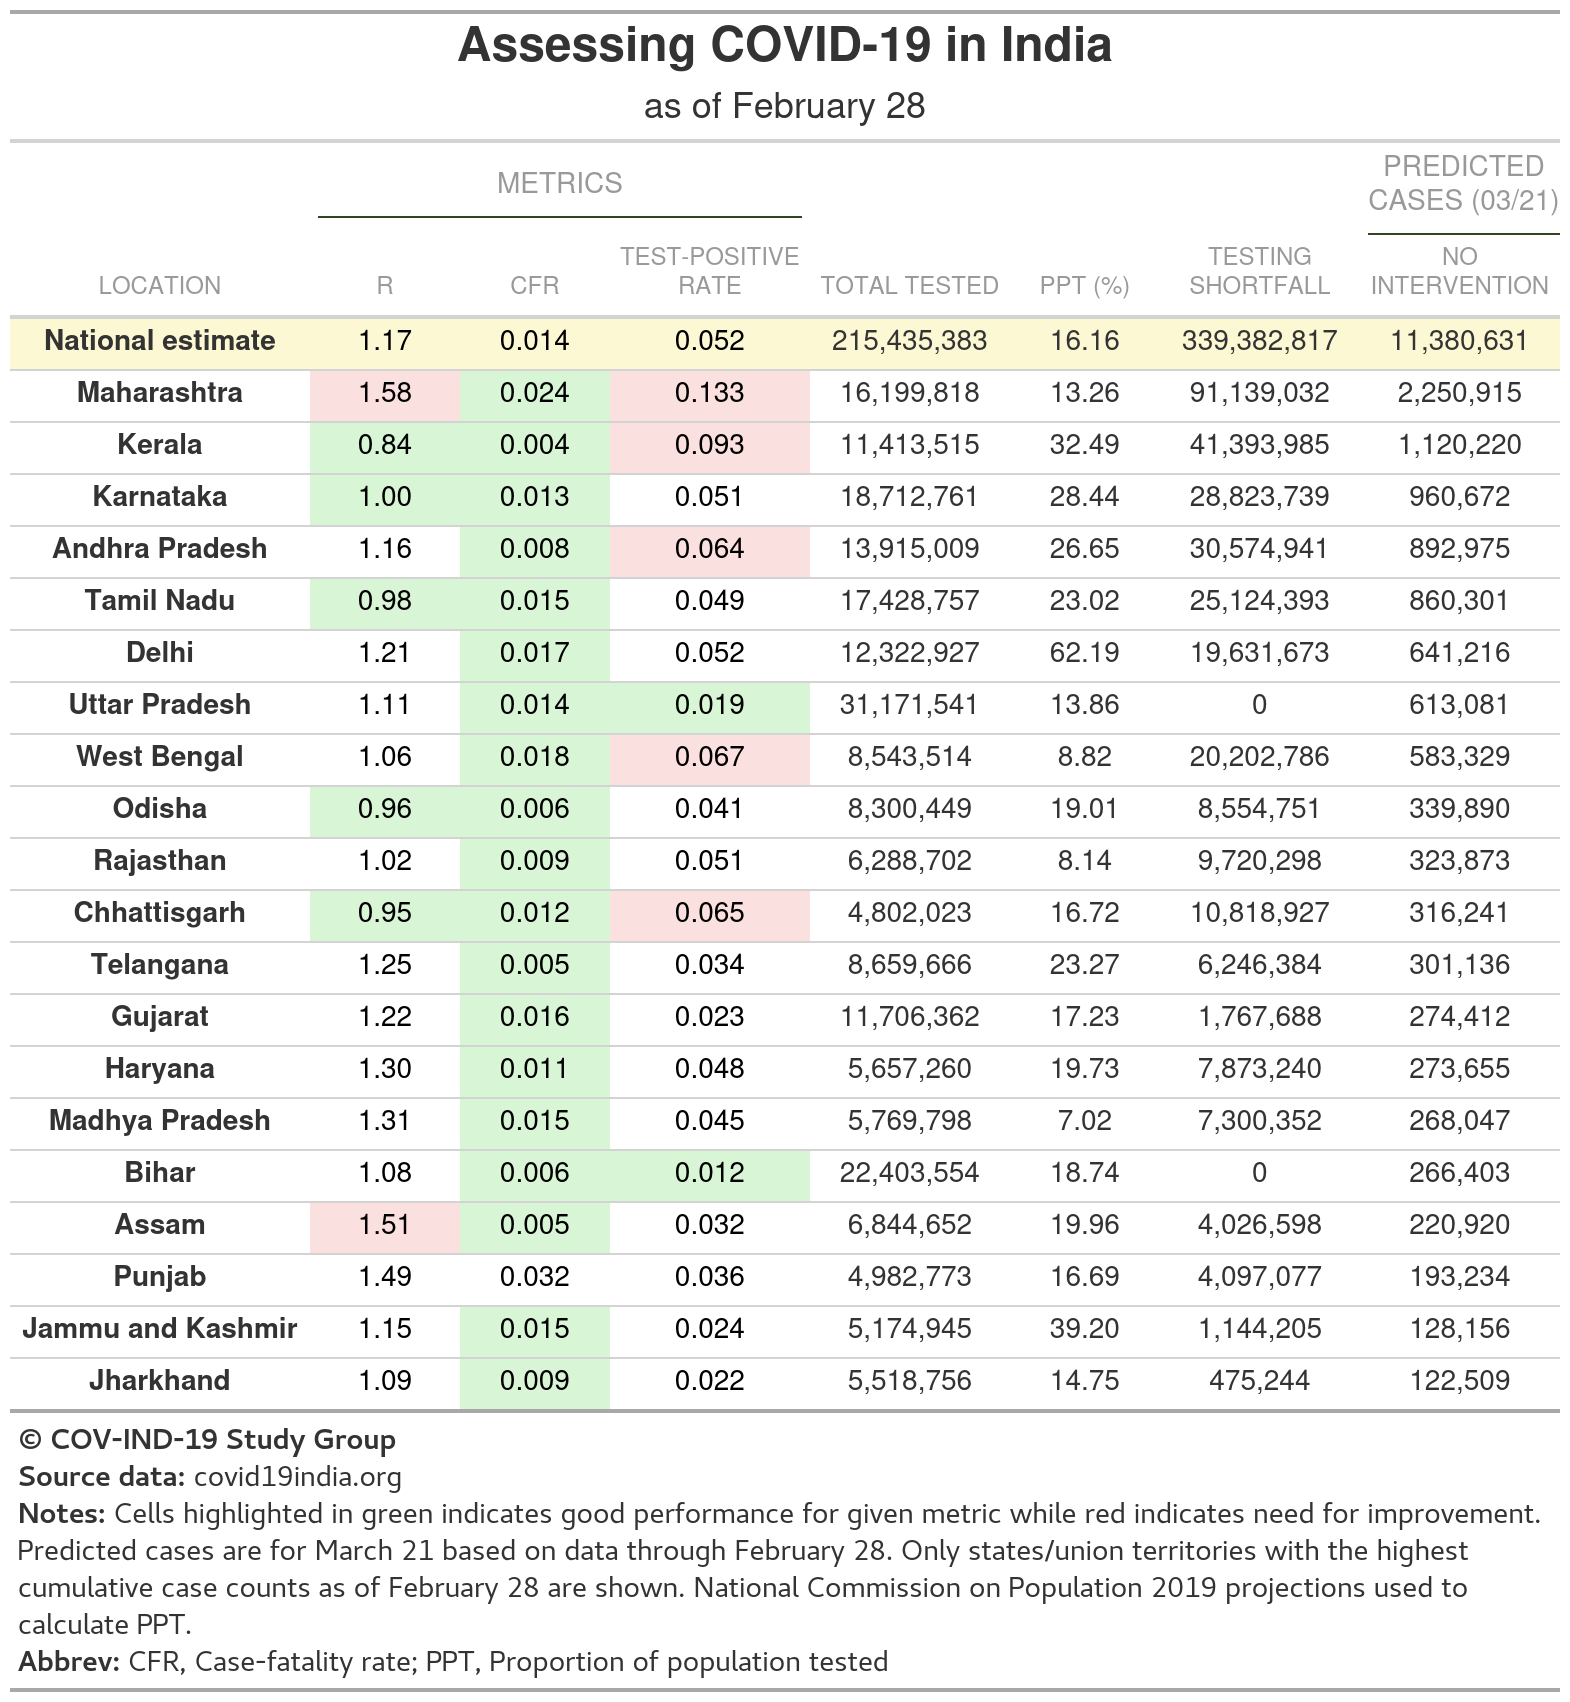 Assessing COVID-19 in India
as of February 28
METRICS
PREDICTED
CASES (03/21)
LOCATION R CFR TEST-POSITIVE RATE TOTAL TESTED PPT (%) TESTING SHORTFALL NO INTERVENTION
National estimate 1.17 0.014 0.052 215,435,383 16.16 339,382,817 11,380,631
Maharashtra 1.58 0.024 0.133 16,199,818 13.26 91,139,032 2,250,915
Kerala 0.84 0.004 0.093 11,413,515 32.49 41,393,985 1,120,220
Karnataka 1.00 0.013 0.051 18,712,761 28.44 28,823,739 960,672
Andhra Pradesh 1.16 0.008 0.064 13,915,009 26.65 30,574,941 892,975
Tamil Nadu 0.98 0.015 0.049 17,428,757 23.02 25,124,393 860,301
Delhi 1.21 0.017 0.052 12,322,927 62.19 19,631,673 641,216
Uttar Pradesh 1.11 0.014 0.019 31,171,541 13.86 0 613,081
West Bengal 1.06 0.018 0.067 8,543,514 8.82 20,202,786 583,329
Odisha 0.96 0.006 0.041 8,300,449 19.01 8,554,751 339,890
Rajasthan 1.02 0.009 0.051 6,288,702 8.14 9,720,298 323,873
Chhattisgarh 0.95 0.012 0.065 4,802,023 16.72 10,818,927 316,241
Telangana 1.25 0.005 0.034 8,659,666 23.27 6,246,384 301,136
Gujarat 1.22 0.016 0.023 11,706,362 17.23 1,767,688 274,412
Haryana 1.30 0.011 0.048 5,657,260 19.73 7,873,240 273,655
Madhya Pradesh 1.31 0.015 0.045 5,769,798 7.02 7,300,352 268,047
Bihar 1.08 0.006 0.012 22,403,554 18.74 0 266,403
Assam 1.51 0.005 0.032 6,844,652 19.96 4,026,598 220,920
Punjab 1.49 0.032 0.036 4,982,773 16.69 4,097,077 193,234
Jammu and Kashmir 1.15 0.015 0.024 5,174,945 39.20 1,144,205 128,156
Jharkhand 1.09 0.009 0.022 5,518,756 14.75 475,244 122,509
© COV-IND-19 Study Group
Source data: covid19india.org
Notes: Cells highlighted in green indicates good performance for given metric while red indicates need for improvement.
Predicted cases are for March 21 based on data through February 28. Only states/union territories with the highest
cumulative case counts as of February 28 are shown. National Commission on Population 2019 projections used to
calculate PPT.
Abbrev: CFR, Case-fatality rate; PPT, Proportion of population tested